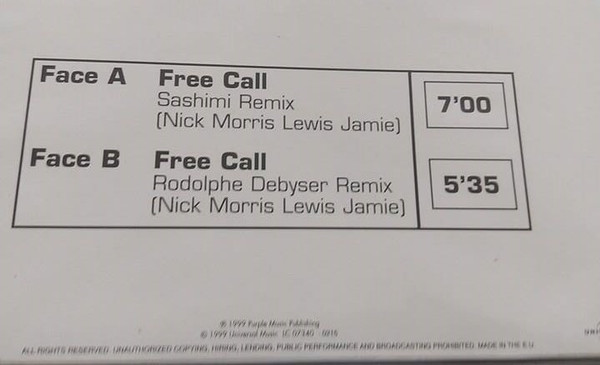 Face A Free Call
Sashimi Remix
(Nick Morris Lewis Jamie)
7'00
Face B Free Call
Rodolphe Debyser Remix
(Nick Morris Lewis Jamie)
5'35
℗ 1999 Purple Music Publishing
© 1999 Universal Music
ALL RIGHTS RESERVED. UNAUTHORIZED COPYING, HIRING, LENDING, PUBLIC PERFORMANCE AND BROADCASTING PROHIBITED. MADE IN THE E.U.